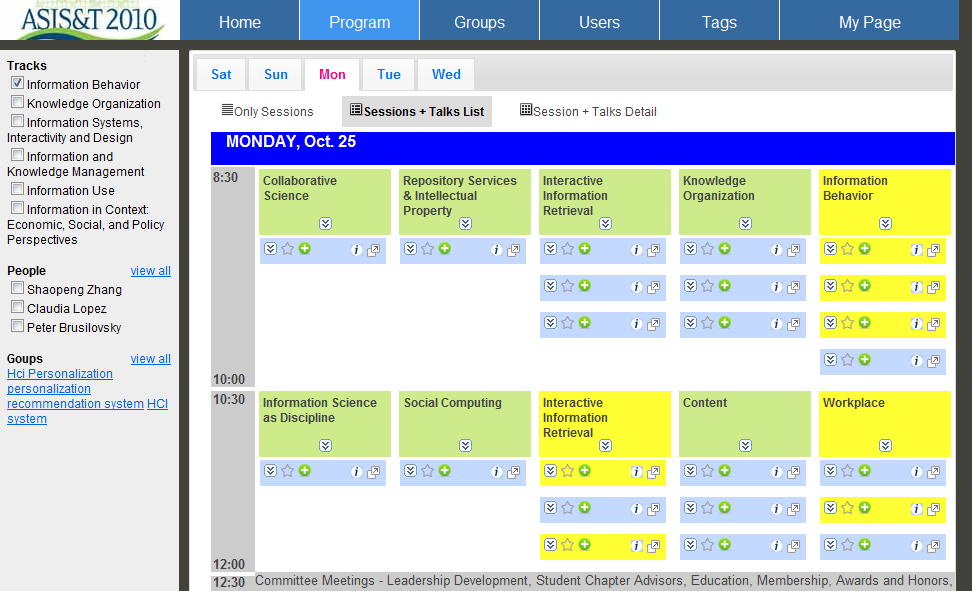 ASIS&T 2010
Home
Program
Groups
Users
Tags
My Page
Tracks
Information Behavior
Knowledge Organization
Information Systems,
Interactivity and Design
Information and
Knowledge Management
Information Use
Information in Context:
Economic, Social, and Policy
Perspectives
People
view all
Shaopeng Zhang
Claudia Lopez
Peter Brusilovsky
Goups
view all
Hci Personalization
personalization
recommendation system HCI
system
Sat
Sun
Mon
Tue
Wed
Only Sessions
Sessions + Talks List
Session + Talks Detail
MONDAY, Oct. 25
8:30
Collaborative
Science
Repository Services
& Intellectual
Property
Interactive
Information
Retrieval
Knowledge
Organization
Information
Behavior
10:00
10:30
Information Science
as Discipline
Social Computing
Interactive
Information
Retrieval
Content
Workplace
12:00
12:30
Committee Meetings - Leadership Development, Student Chapter Advisors, Education, Membership, Awards and Honors,